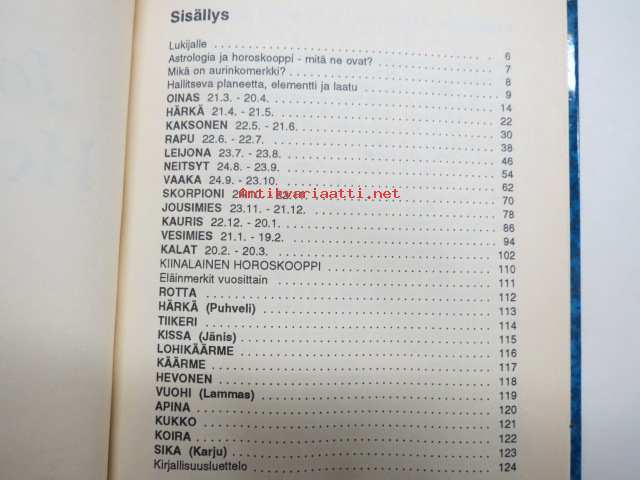 Sisällys
Lukijalle 6
Astrologia ja horoskooppi - mitä ne ovat? 7
Mikä on aurinkomerkki? 8
Hallitseva planeetta, elementti ja laatu 9
OINAS 21.3. - 20.4. 14
HÄRKÄ 21.4. - 21.5. 22
KAKSONEN 22.5. - 21.6. 30
RAPU 22.6. - 22.7. 38
LEIJONA 23.7. - 23.8. 46
NEITSYT 24.8. - 23.9. 54
VAAKA 24.9. - 23.10. 62
SKORPIONI 70
Antikvariaatti.net
JOUSIMIES 23.11. - 21.12. 78
KAURIS 22.12. - 20.1. 86
VESIMIES 21.1. - 19.2. 94
KALAT 20.2. - 20.3. 102
KIINALAINEN HOROSKOOPPI 110
Eläinmerkit vuosittain 111
ROTTA 112
HÄRKÄ (Puhveli) 113
TIIKERI 114
KISSA (Jänis) 115
LOHIKÄÄRME 116
KÄÄRME 117
HEVONEN 118
VUOHI (Lammas) 119
APINA 120
KUKKO 121
KOIRA 122
SIKA (Karju) 123
Kirjallisuusluettelo 124